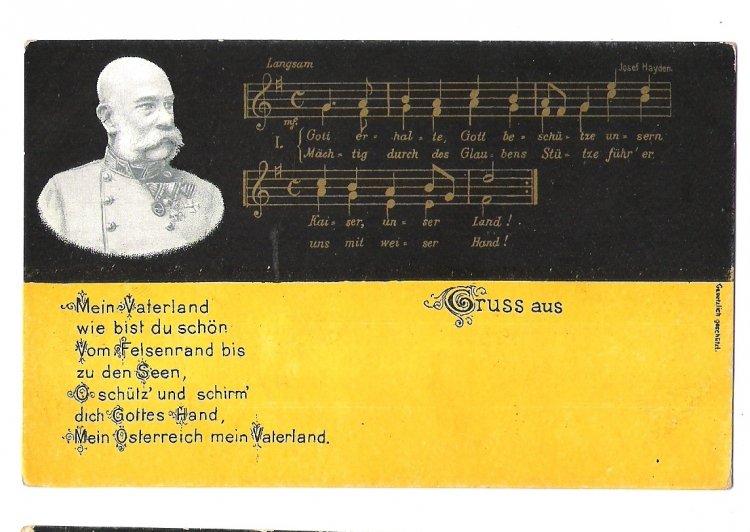 Langsam
Josef Hayden.
mf.
I.
Gott er-hal-te, Gott be-schü-tze un-sern
Mäch-tig durch des Glau-bens Stü-tze führ' er
Kai-ser, un-ser Land!
uns mit wei-ser Hand!
Mein Vaterland
wie bist du schön
Vom Felsenrand bis
zu den Seen,
O schütz' und schirm'
dich Gottes Hand,
Mein Österreich mein Vaterland.
Gruss aus
Gesetzlich geschützt.